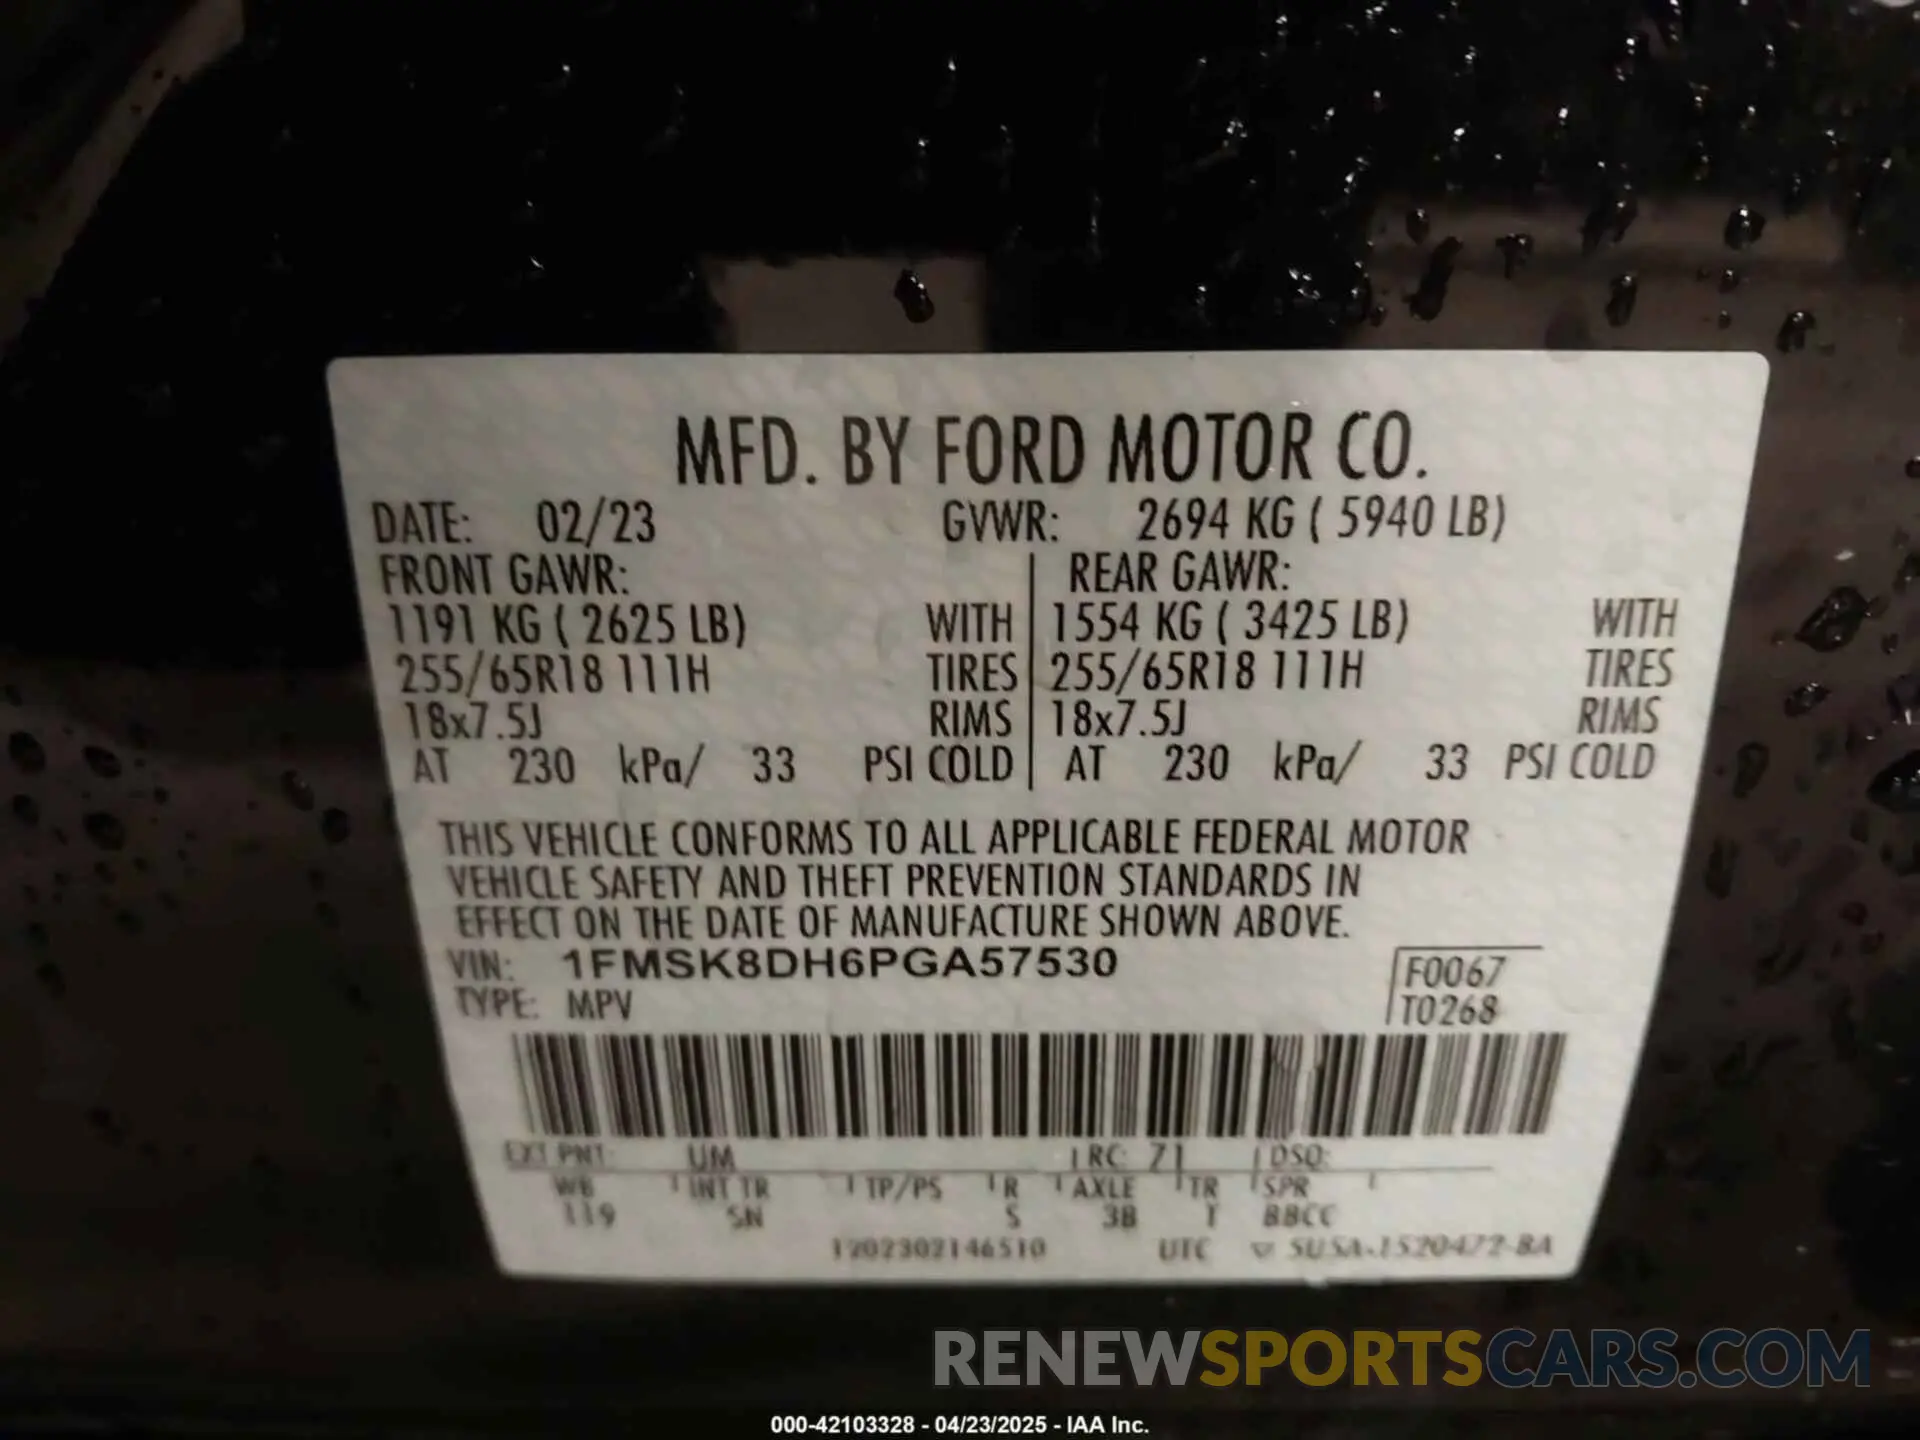 MFD. BY FORD MOTOR CO.
DATE: 02/23 GVWR: 2694 KG ( 5940 LB)
FRONT GAWR: REAR GAWR:
1191 KG ( 2625 LB) WITH 1554 KG ( 3425 LB) WITH
255/65R18 111H TIRES 255/65R18 111H TIRES
18x7.5J RIMS 18x7.5J RIMS
AT 230 kPa/ 33 PSI COLD AT 230 kPa/ 33 PSI COLD
THIS VEHICLE CONFORMS TO ALL APPLICABLE FEDERAL MOTOR
VEHICLE SAFETY AND THEFT PREVENTION STANDARDS IN
EFFECT ON THE DATE OF MANUFACTURE SHOWN ABOVE.
VIN: 1FMSK8DH6PGA57530 F0067
TYPE: MPV T0268
EXT PNT: UM RC: 71 DSO:
WB INT TR TP/PS R AXLE TR SPR
119 SN S 3B T BBCC
1202302146510 UTC ▽ 5U5A-1520472-BA
RENEWSPORTSCARS.COM
000-42103328 - 04/23/2025 - IAA Inc.